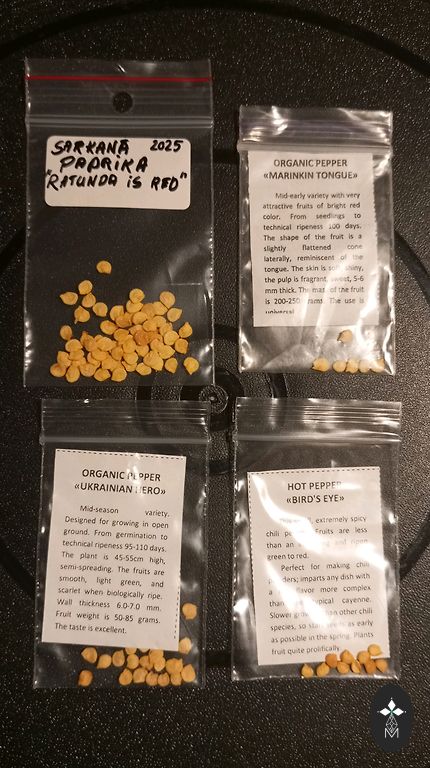 SARKANĀ 2025
PAPRIKA
"RATUNDA IS RED"
ORGANIC PEPPER
«MARINKIN TONGUE»
Mid-early variety with very
attractive fruits of bright red
color. From seedlings to
technical ripeness 100 days.
The shape of the fruit is a
slightly flattened cone
laterally, reminiscent of the
tongue. The skin is soft, shiny,
the pulp is fragrant, sweet, 5-6
mm thick. The mass of the fruit
is 200-250 grams. The use is
universal
ORGANIC PEPPER
«UKRAINIAN HERO»
Mid-season variety.
Designed for growing in open
ground. From germination to
technical ripeness 95-110 days.
The plant is 45-55cm high,
semi-spreading. The fruits are
smooth, light green, and
scarlet when biologically ripe.
Wall thickness 6.0-7.0 mm.
Fruit weight is 50-85 grams.
The taste is excellent.
HOT PEPPER
«BIRD'S EYE»
extremely spicy
chili Fruits are less
than an and ripen
green to red.
Perfect for making chili
powders; imparts any dish with
a flavor more complex
than typical cayenne.
Slower than other chili
species, so start as early
as possible in the spring. Plants
fruit quite prolifically.
M